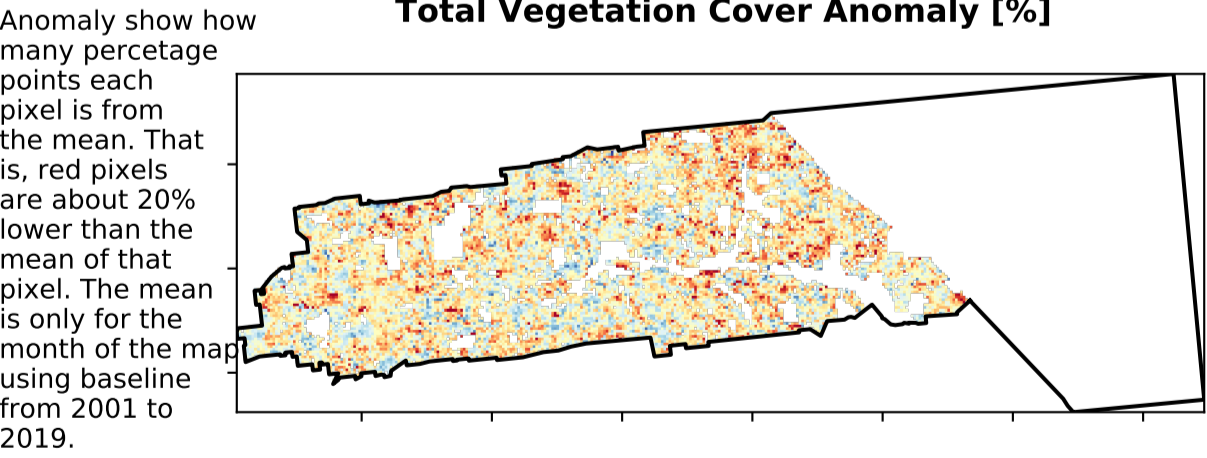 Total Vegetation Cover Anomaly [%]
Anomaly show how
many percetage
points each
pixel is from
the mean. That
is, red pixels
are about 20%
lower than the
mean of that
pixel. The mean
is only for the
month of the map
using baseline
from 2001 to
2019.